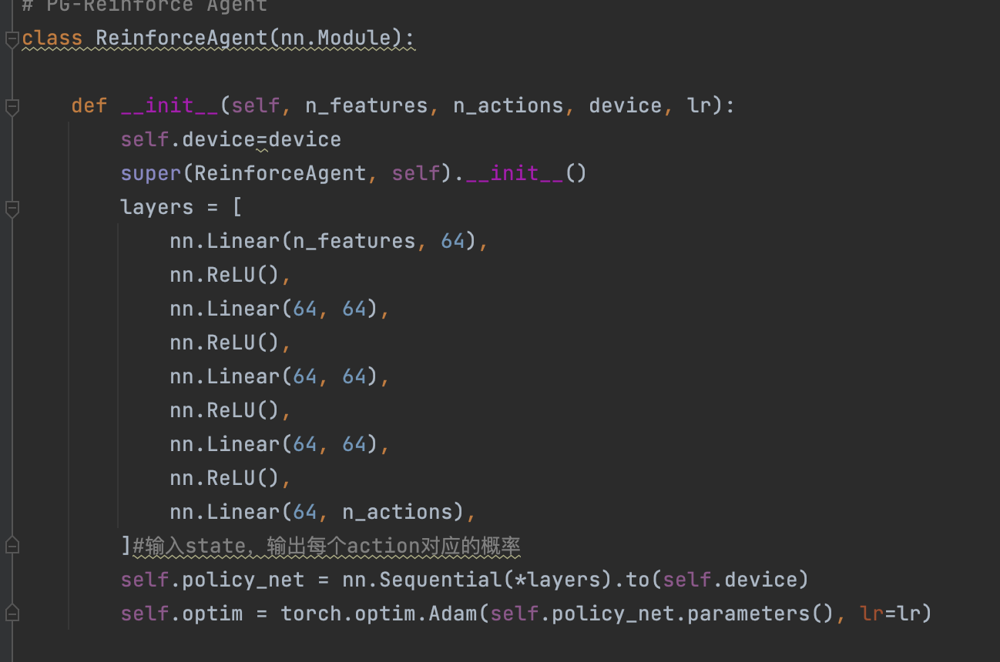 # PG-Reinforce Agent
class ReinforceAgent(nn.Module):
def __init__(self, n_features, n_actions, device, lr):
self.device=device
super(ReinforceAgent, self).__init__()
layers = [
nn.Linear(n_features, 64),
nn.ReLU(),
nn.Linear(64, 64),
nn.ReLU(),
nn.Linear(64, 64),
nn.ReLU(),
nn.Linear(64, 64),
nn.ReLU(),
nn.Linear(64, n_actions),
]#输入state，输出每个action对应的概率
self.policy_net = nn.Sequential(*layers).to(self.device)
self.optim = torch.optim.Adam(self.policy_net.parameters(), lr=lr)